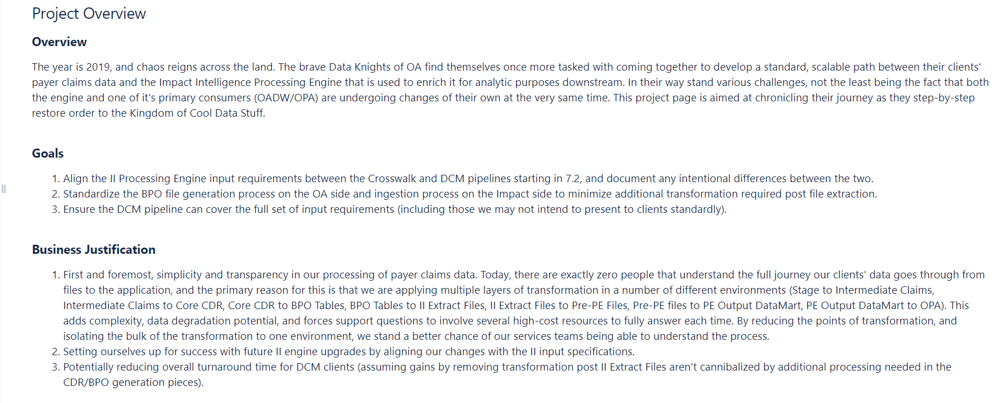 Project Overview
Overview
The year is 2019, and chaos reigns across the land. The brave Data Knights of OA find themselves once more tasked with coming together to develop a standard, scalable path between their clients'
payer claims data and the Impact Intelligence Processing Engine that is used to enrich it for analytic purposes downstream. In their way stand various challenges, not the least being the fact that both
the engine and one of it's primary consumers (OADW/OPA) are undergoing changes of their own at the very same time. This project page is aimed at chronicling their journey as they step-by-step
restore order to the Kingdom of Cool Data Stuff.
Goals
1. Align the II Processing Engine input requirements between the Crosswalk and DCM pipelines starting in 7.2, and document any intentional differences between the two.
2. Standardize the BPO file generation process on the OA side and ingestion process on the Impact side to minimize additional transformation required post file extraction.
3. Ensure the DCM pipeline can cover the full set of input requirements (including those we may not intend to present to clients standardly).
Business Justification
1. First and foremost, simplicity and transparency in our processing of payer claims data. Today, there are exactly zero people that understand the full journey our clients' data goes through from
files to the application, and the primary reason for this is that we are applying multiple layers of transformation in a number of different environments (Stage to Intermediate Claims,
Intermediate Claims to Core CDR, Core CDR to BPO Tables, BPO Tables to II Extract Files, II Extract Files to Pre-PE Files, Pre-PE files to PE Output DataMart, PE Output DataMart to OPA). This
adds complexity, data degradation potential, and forces support questions to involve several high-cost resources to fully answer each time. By reducing the points of transformation, and
isolating the bulk of the transformation to one environment, we stand a better chance of our services teams being able to understand the process.
2. Setting ourselves up for success with future II engine upgrades by aligning our changes with the II input specifications.
3. Potentially reducing overall turnaround time for DCM clients (assuming gains by removing transformation post II Extract Files aren't cannibalized by additional processing needed in the
CDR/BPO generation pieces).